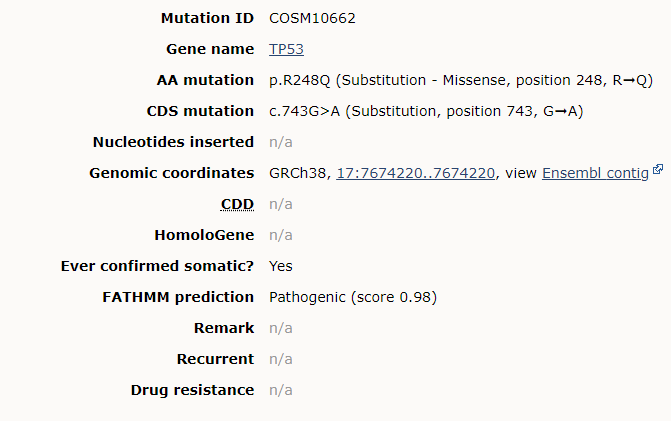 Mutation ID COSM10662
Gene name TP53
AA mutation p.R248Q (Substitution - Missense, position 248, R➞Q)
CDS mutation c.743G>A (Substitution, position 743, G➞A)
Nucleotides inserted n/a
Genomic coordinates GRCh38, 17:7674220..7674220, view Ensembl contig
CDD n/a
HomoloGene n/a
Ever confirmed somatic? Yes
FATHMM prediction Pathogenic (score 0.98)
Remark n/a
Recurrent n/a
Drug resistance n/a